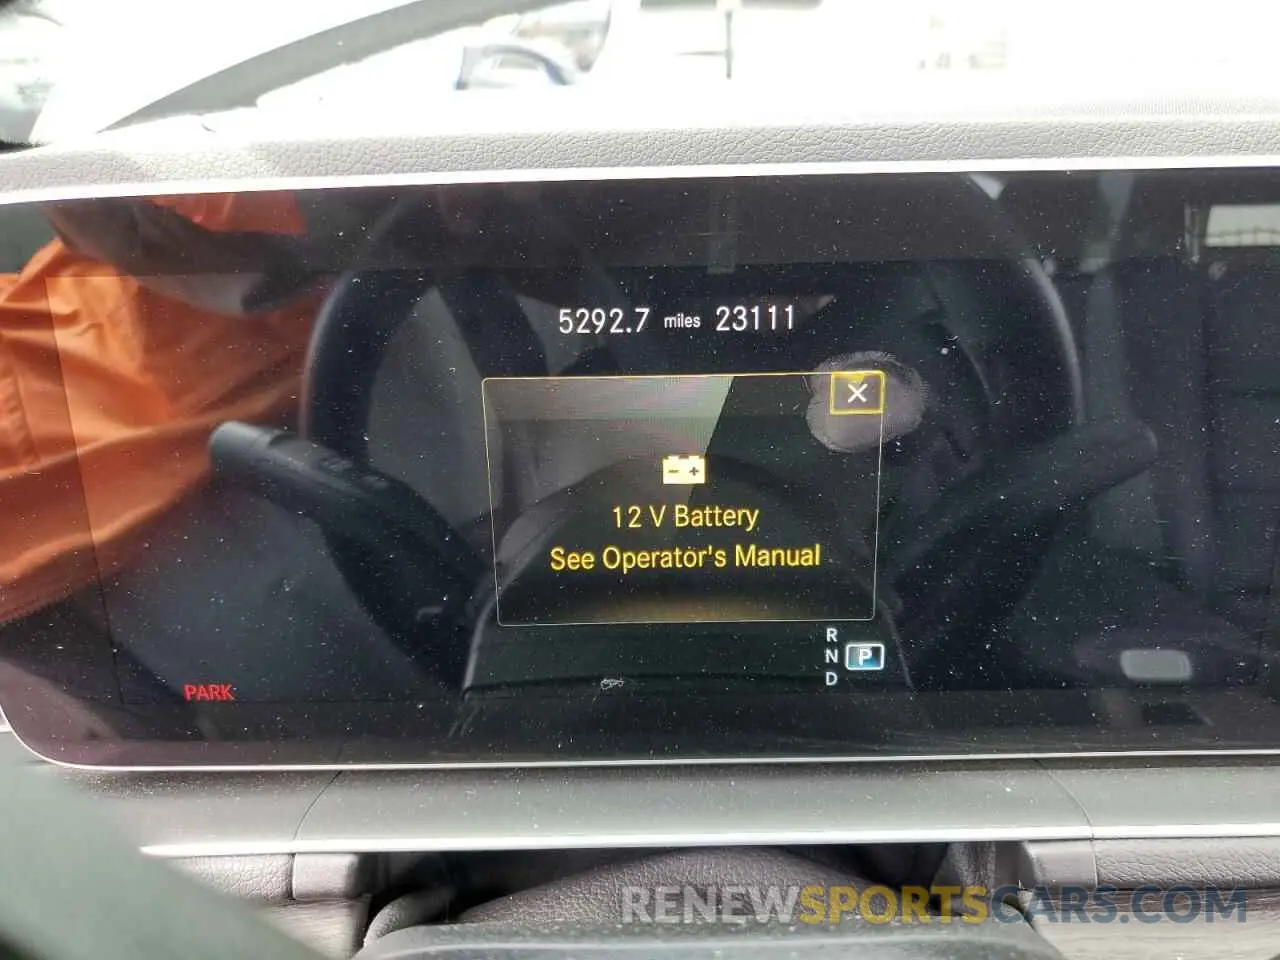 5292.7 miles 23111
12 V Battery
See Operator's Manual
R
N P
D
PARK
RENEWSPORTSCARS.COM